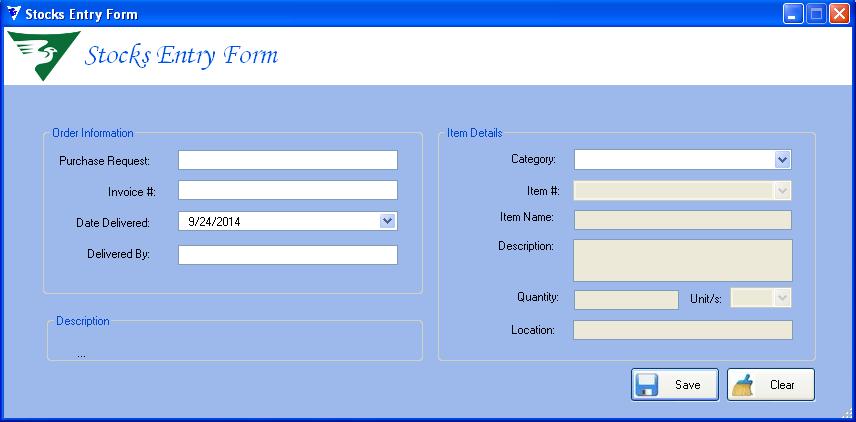 Stocks Entry Form
Stocks Entry Form
Order Information
Purchase Request:
Invoice #:
Date Delivered: 9/24/2014
Delivered By:
Description
...
Item Details
Category:
Item #:
Item Name:
Description:
Quantity: Unit/s:
Location:
Save Clear